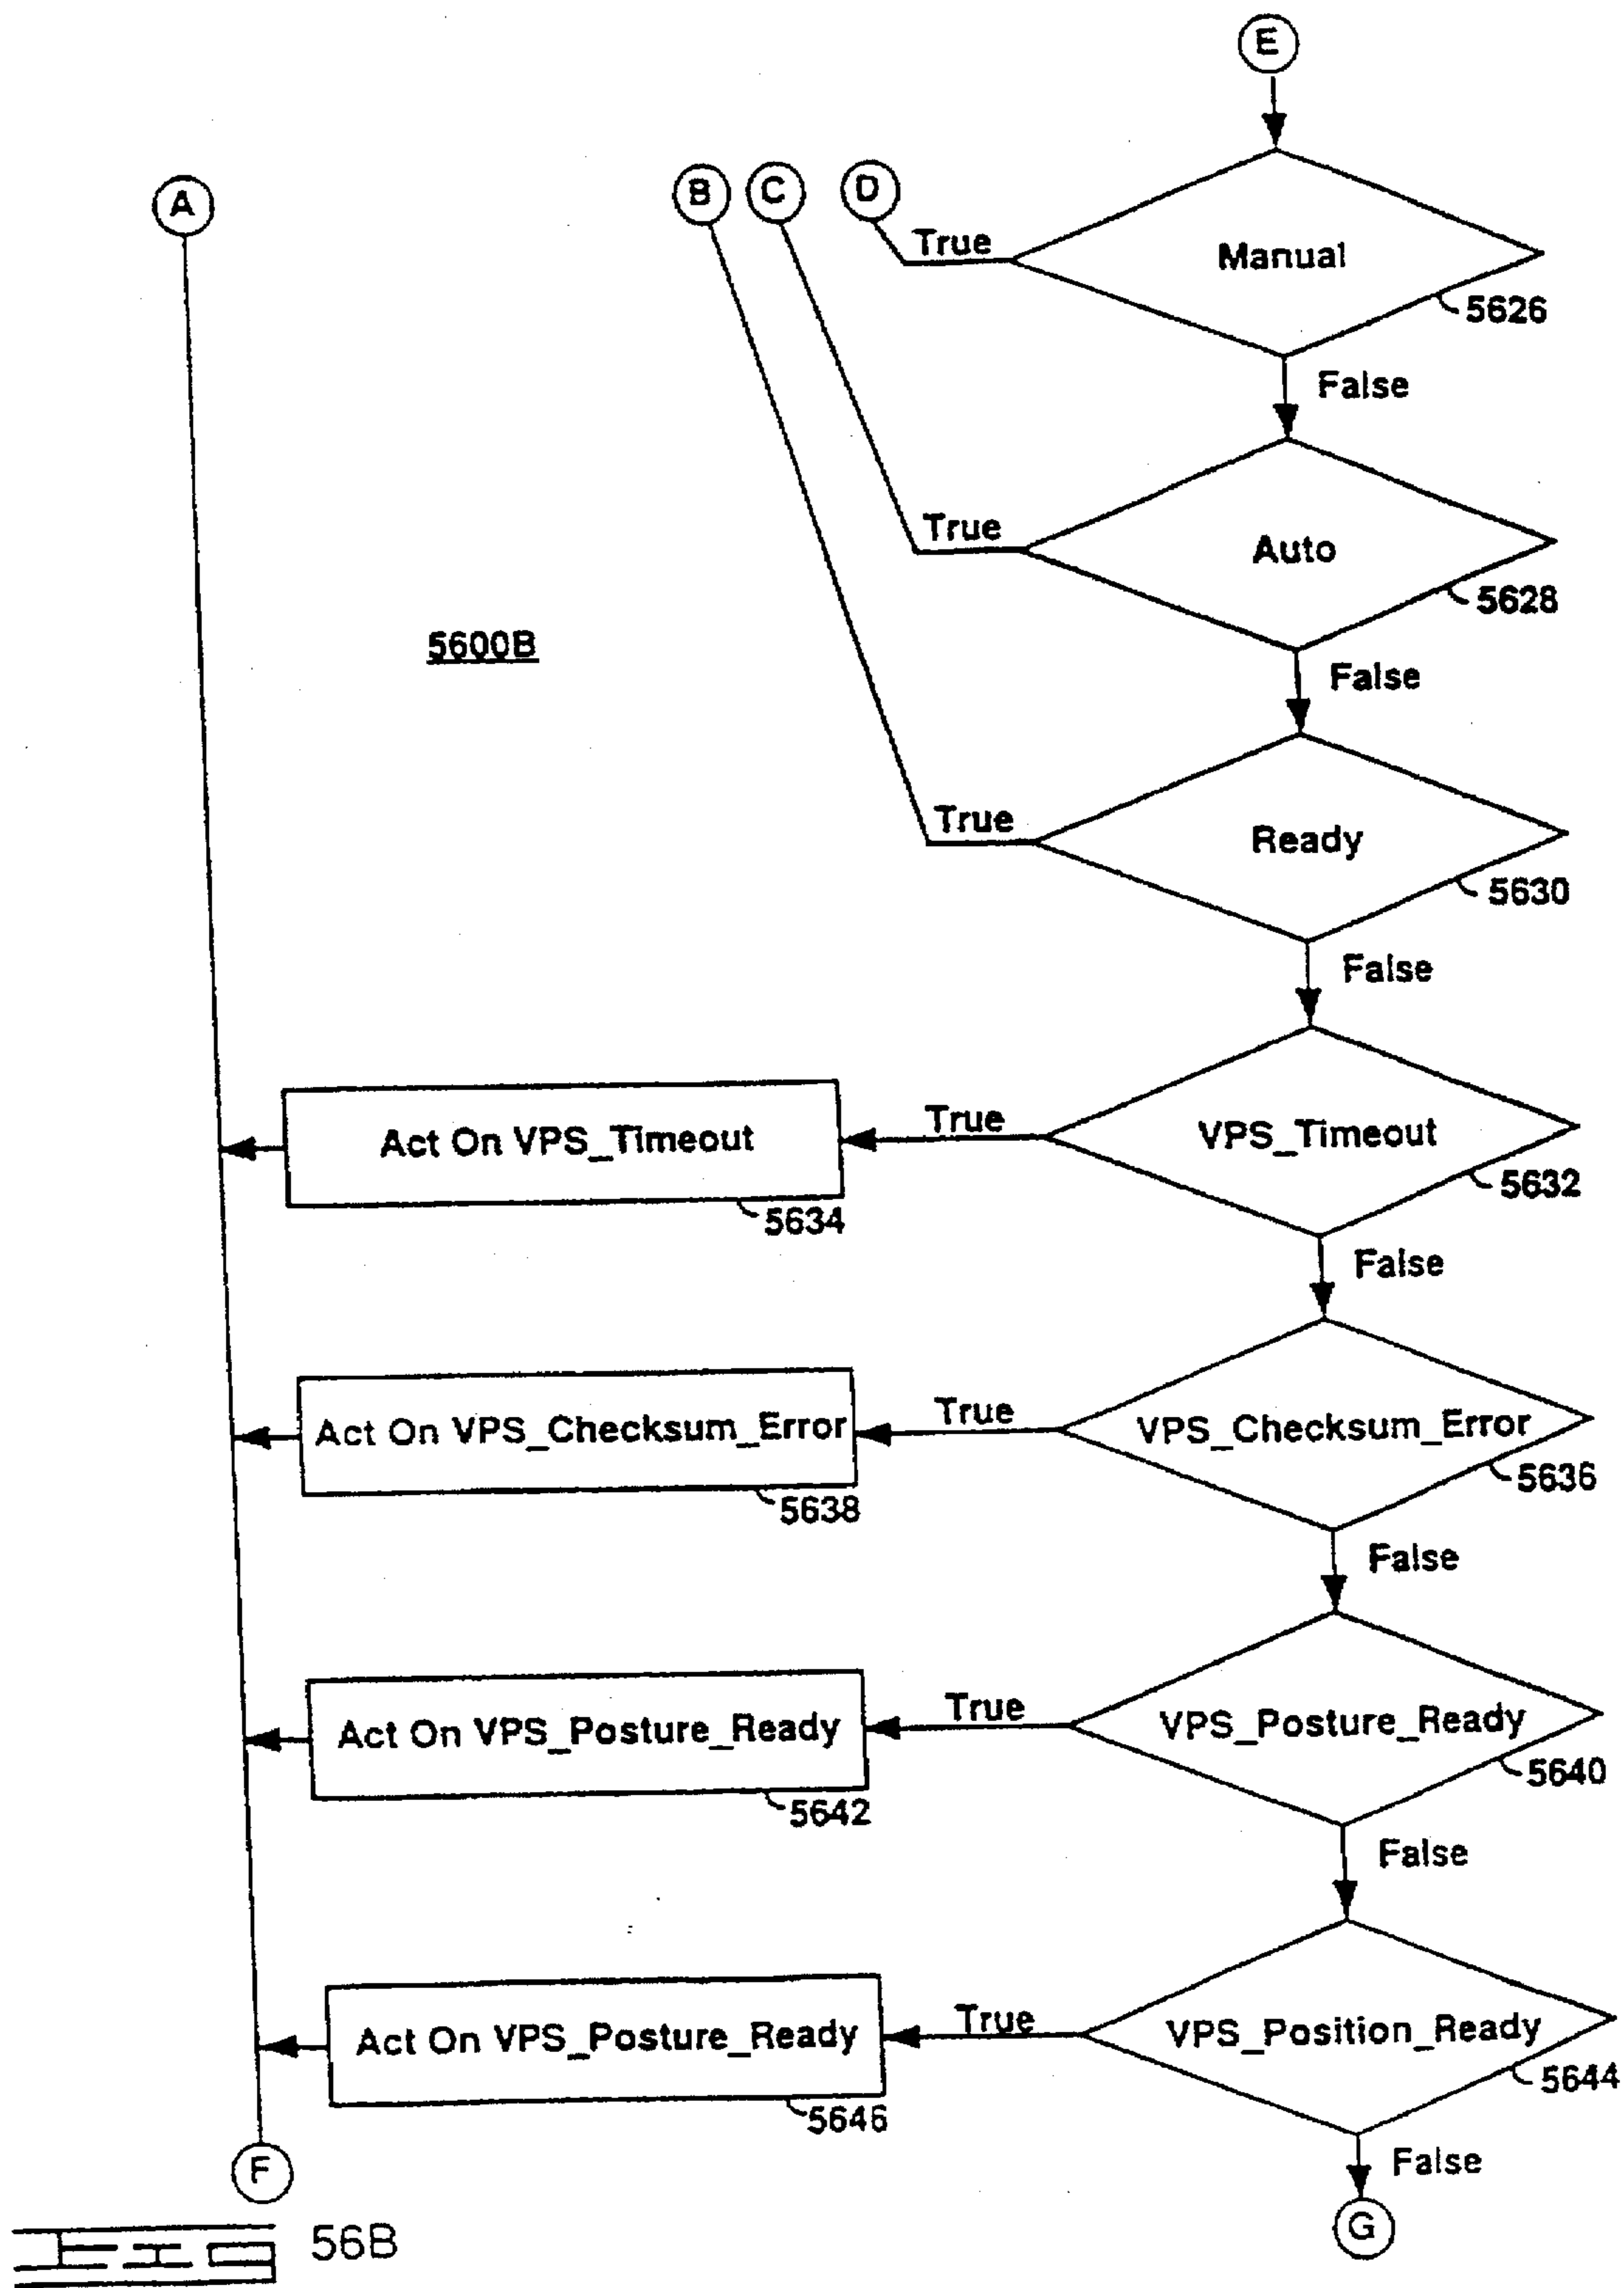 E
A
B
C
D
True
Manual
5626
False
True
Auto
5628
5600B
False
True
Ready
5630
False
Act On VPS_Timeout
True
VPS_Timeout
5632
5634
False
Act On VPS_Checksum_Error
True
VPS_Checksum_Error
5636
5638
False
Act On VPS_Posture_Ready
True
VPS_Posture_Ready
5640
5642
False
Act On VPS_Posture_Ready
True
VPS_Position_Ready
5644
5646
False
F
G
56B